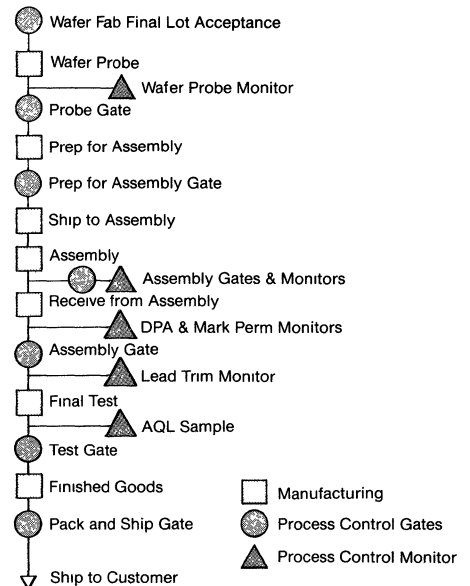 Wafer Fab Final Lot Acceptance
Wafer Probe
Wafer Probe Monitor
Probe Gate
Prep for Assembly
Prep for Assembly Gate
Ship to Assembly
Assembly
Assembly Gates & Monitors
Receive from Assembly
DPA & Mark Perm Monitors
Assembly Gate
Lead Trim Monitor
Final Test
AQL Sample
Test Gate
Finished Goods
Manufacturing
Pack and Ship Gate
Process Control Gates
Process Control Monitor
Ship to Customer